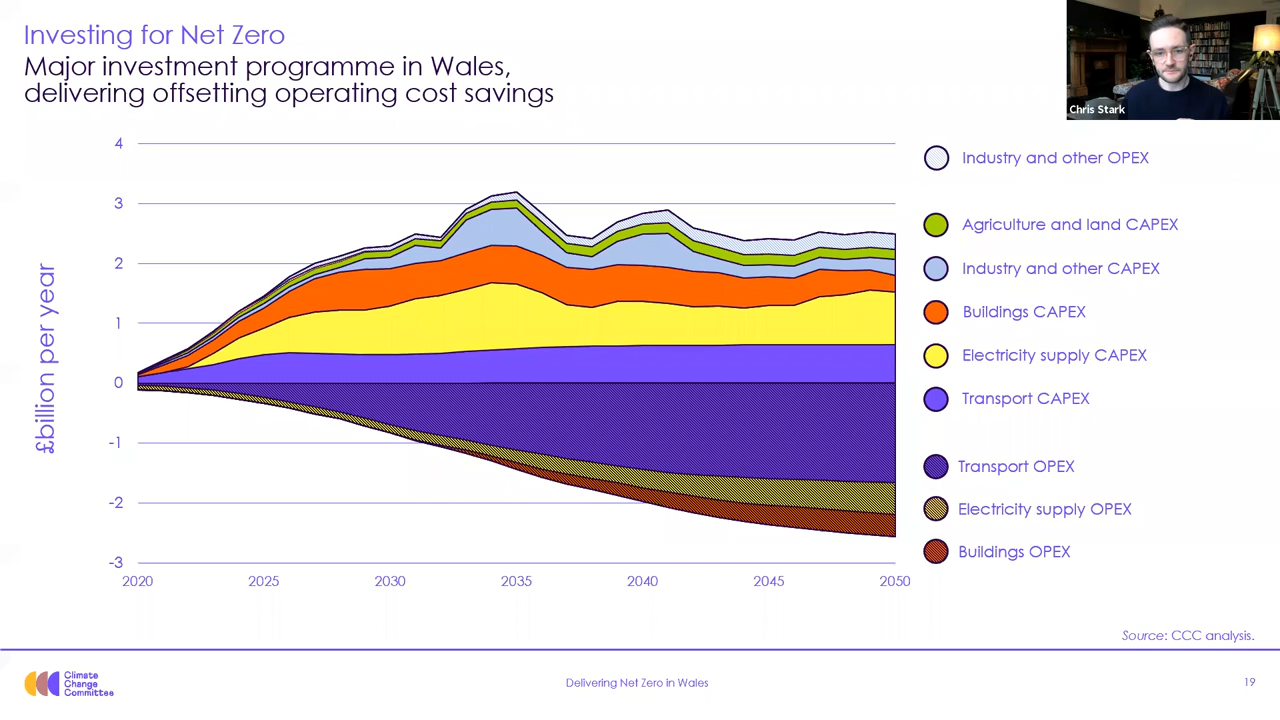 Investing for Net Zero
Major investment programme in Wales,
delivering offsetting operating cost savings
Chris Stark
£billion per year
4
3
2
1
0
-1
-2
-3
2020
2025
2030
2035
2040
2045
2050
Industry and other OPEX
Agriculture and land CAPEX
Industry and other CAPEX
Buildings CAPEX
Electricity supply CAPEX
Transport CAPEX
Transport OPEX
Electricity supply OPEX
Buildings OPEX
Source: CCC analysis.
Climate
Change
Committee
Delivering Net Zero in Wales
19